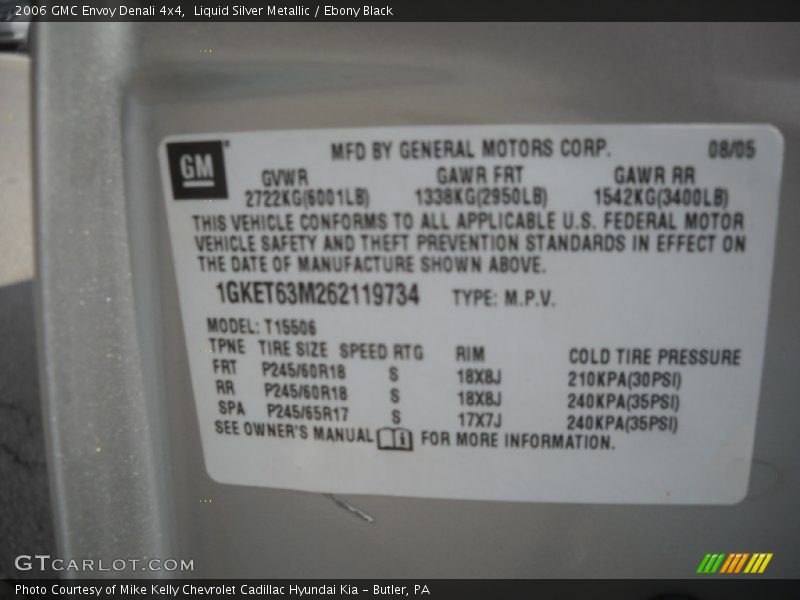 2006 GMC Envoy Denali 4x4,  Liquid Silver Metallic / Ebony Black
GM
MFD BY GENERAL MOTORS CORP. 08/05
GVWR GAWR FRT GAWR RR
2722KG(6001LB) 1338KG(2950LB) 1542KG(3400LB)
THIS VEHICLE CONFORMS TO ALL APPLICABLE U.S. FEDERAL MOTOR
VEHICLE SAFETY AND THEFT PREVENTION STANDARDS IN EFFECT ON
THE DATE OF MANUFACTURE SHOWN ABOVE.
1GKET63M262119734 TYPE: M.P.V.
MODEL: T15506
TPNE TIRE SIZE SPEED RTG RIM COLD TIRE PRESSURE
FRT P245/60R18 S 18X8J 210KPA(30PSI)
RR P245/60R18 S 18X8J 240KPA(35PSI)
SPA P245/65R17 S 17X7J 240KPA(35PSI)
SEE OWNER'S MANUAL FOR MORE INFORMATION.
GTCARLOT.COM
Photo Courtesy of Mike Kelly Chevrolet Cadillac Hyundai Kia – Butler, PA